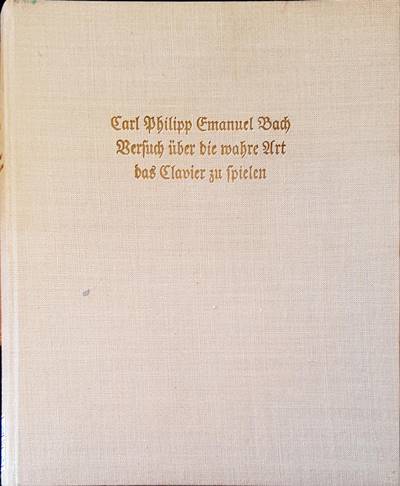 Carl Philipp Emanuel Bach
Versuch über die wahre Art
das Clavier zu spielen